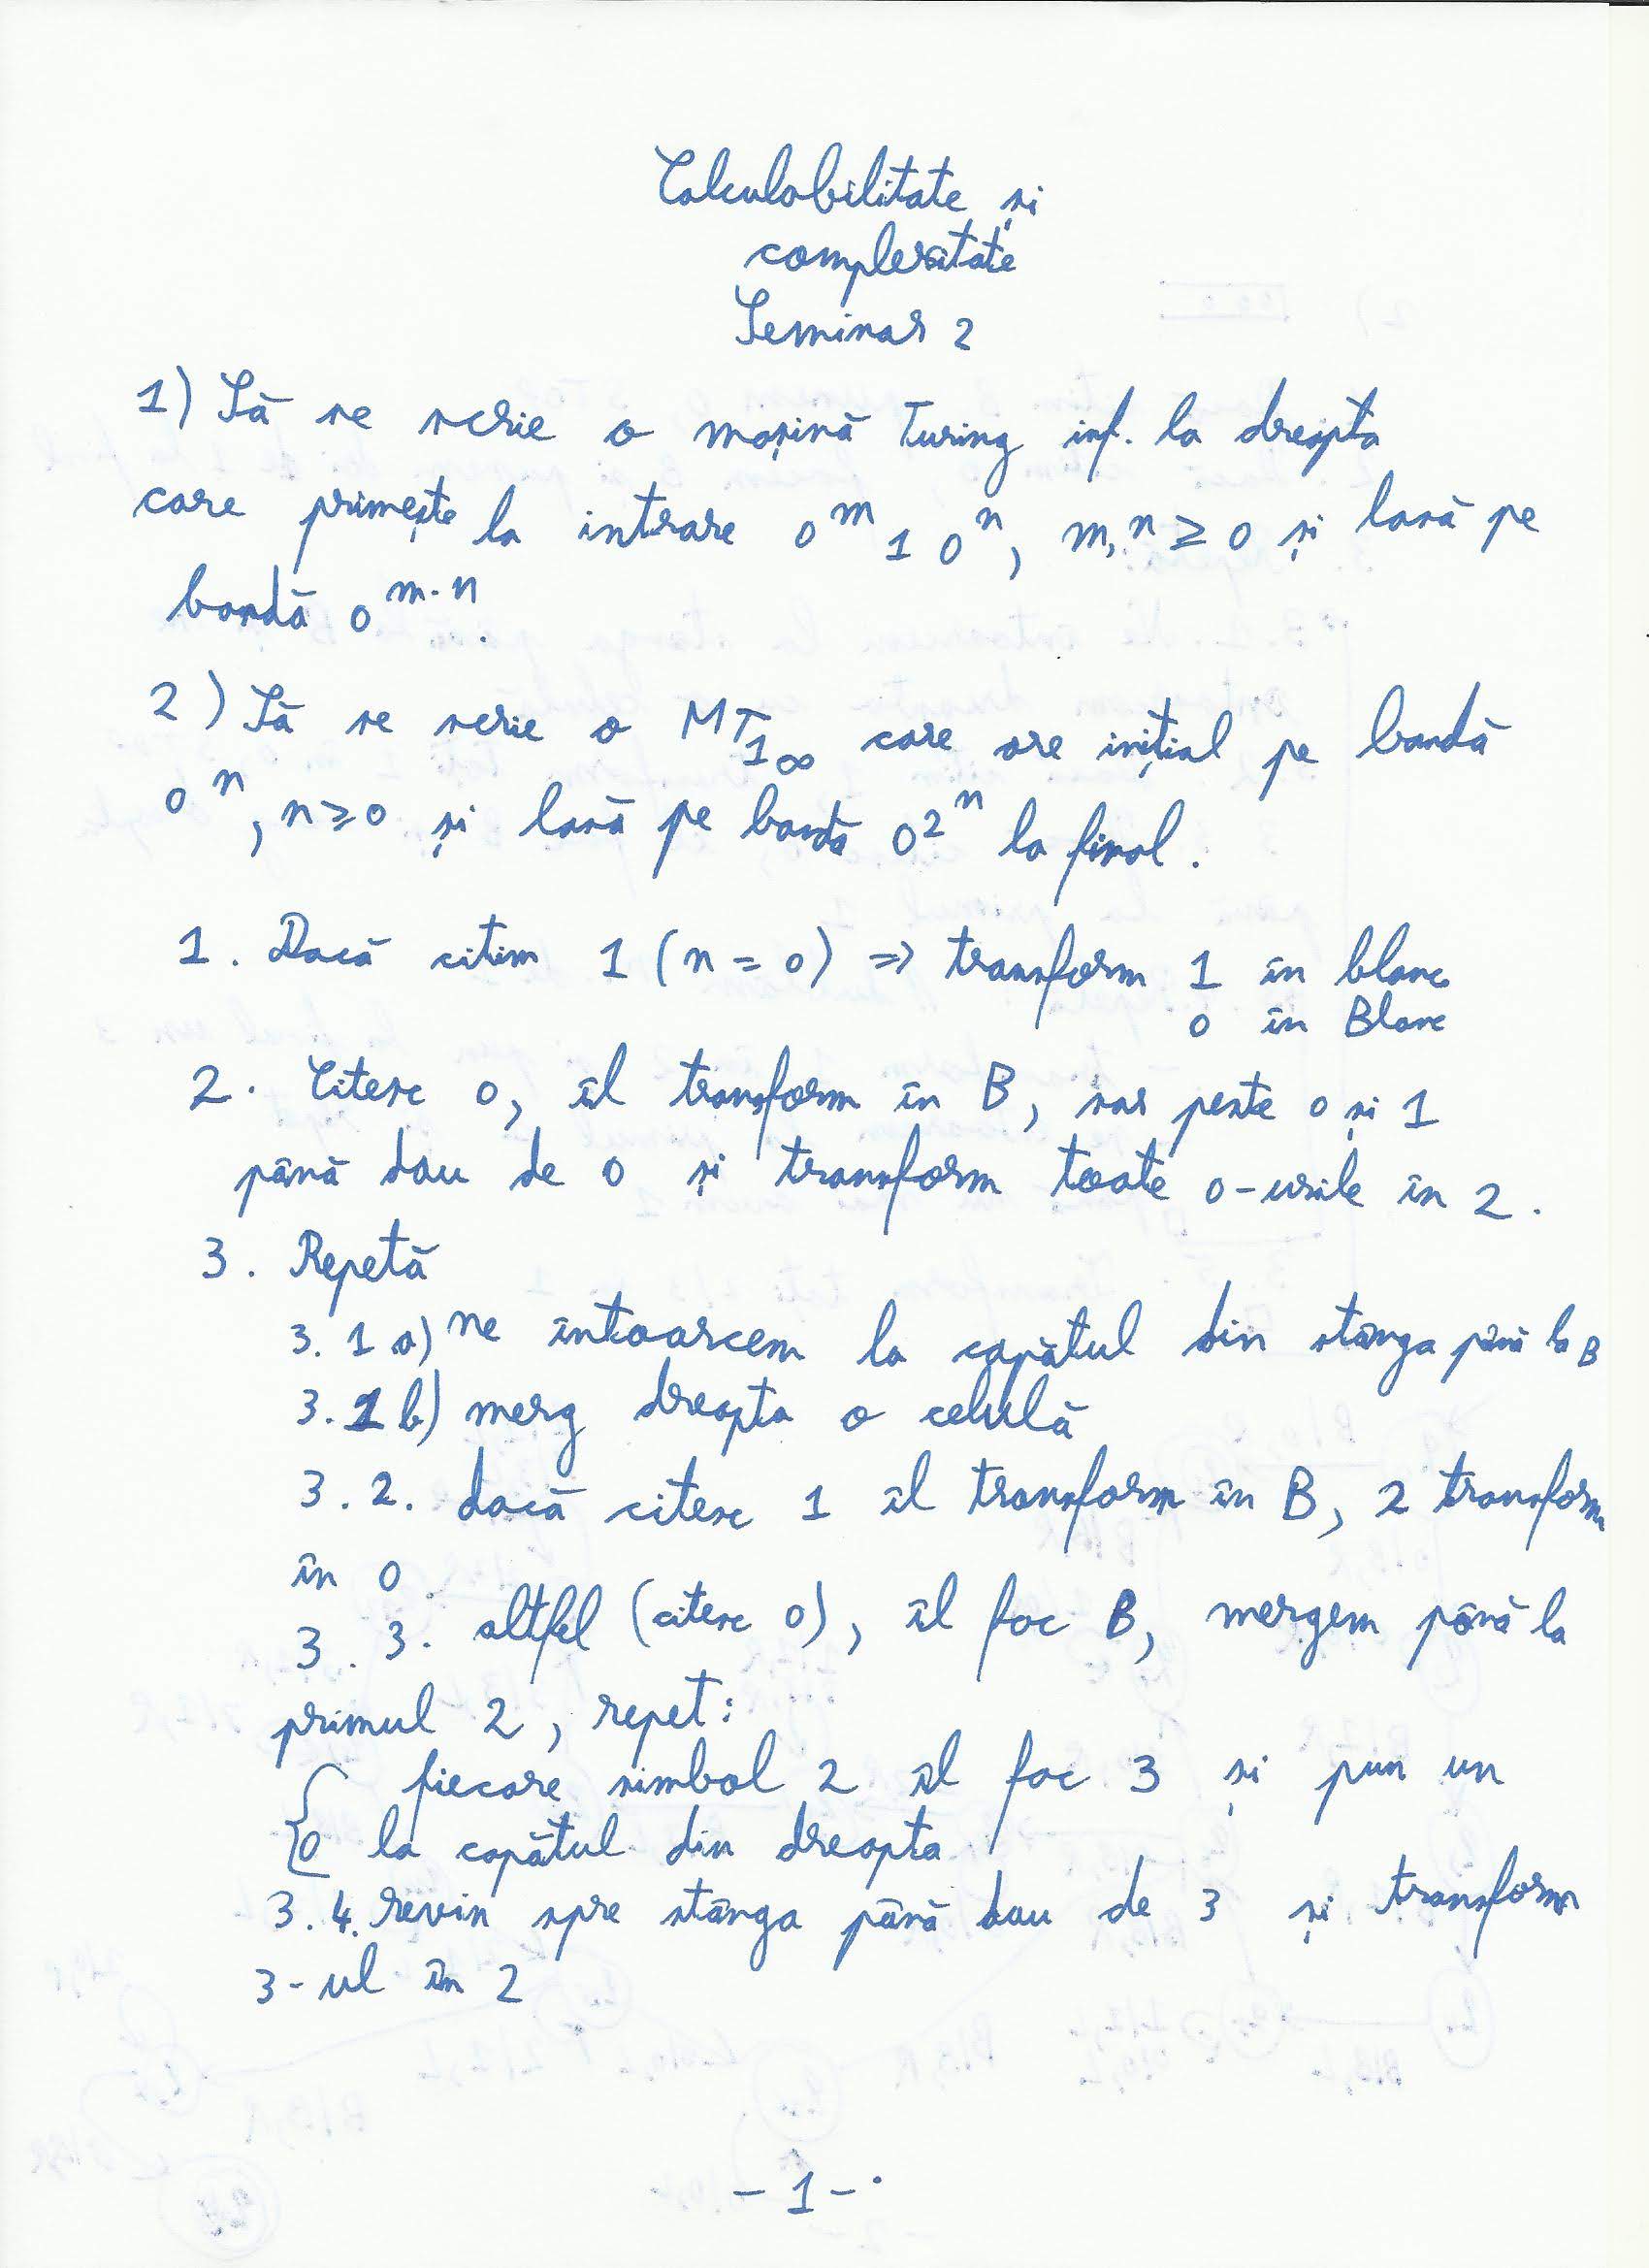 Calculabilitate și
complexitate
Seminar 2
1) Să se scrie o mașină Turing inf. la dreapta
care primește la intrare 0^m 1 0^n, m,n ≥ 0 și lasă pe
bandă 0^{m·n}.
2) Să se scrie o MT_{1∞} care are inițial pe bandă
0^n, n ≥ 0 și lasă pe bandă 0^{2^n} la final.
1. Dacă citim 1 (n = 0) ⇒ transform 1 în blanc
0 în Blanc
2. Citesc 0, îl transform în B, sar peste 0 și 1
până dau de 0 și transform toate 0-urile în 2.
3. Repetă
3.1 a) ne întoarcem la capătul din stânga până la B
3.1 b) merg dreapta o celulă
3.2. dacă citesc 1 îl transform în B, 2 transform
în 0.
3.3. altfel (citesc 0), îl fac B, mergem până la
primul 2, repet:
{ fiecare simbol 2 îl fac 3 și pun un
0 la capătul din dreapta
3.4. revin spre stânga până dau de 3 și transform
3-ul în 2
- 1 -